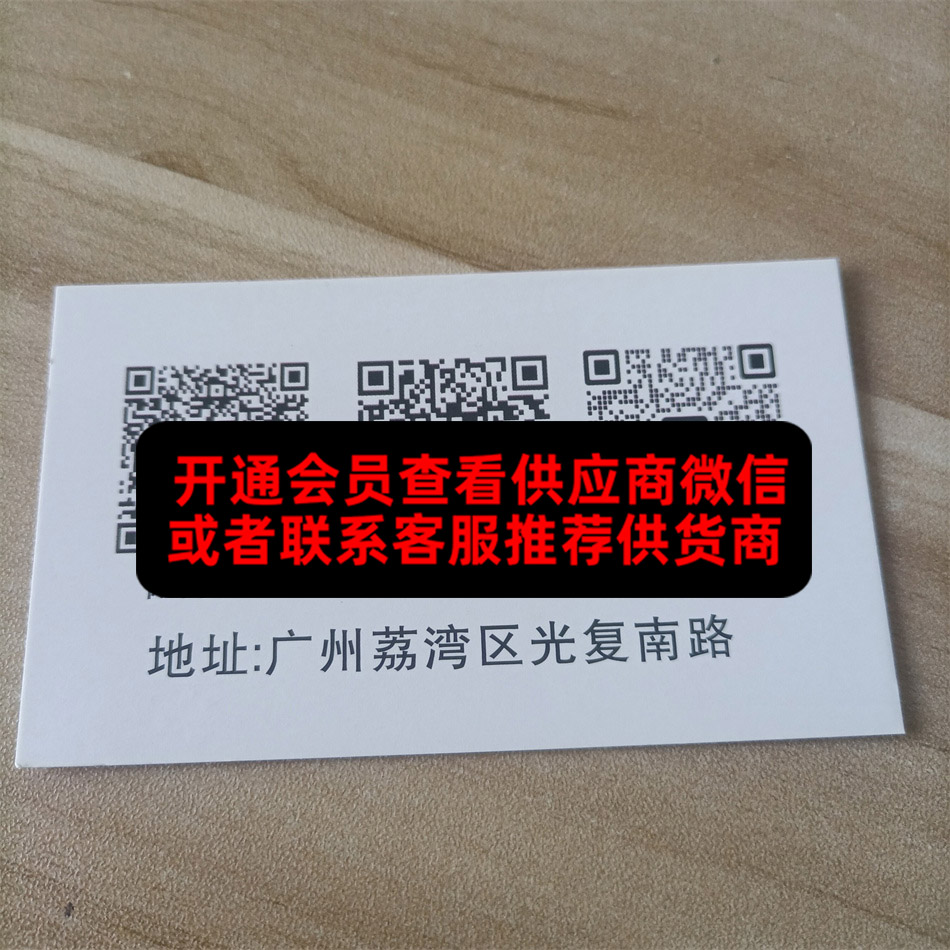 开通会员查看供应商微信
或者联系客服推荐供货商
地址:广州荔湾区光复南路